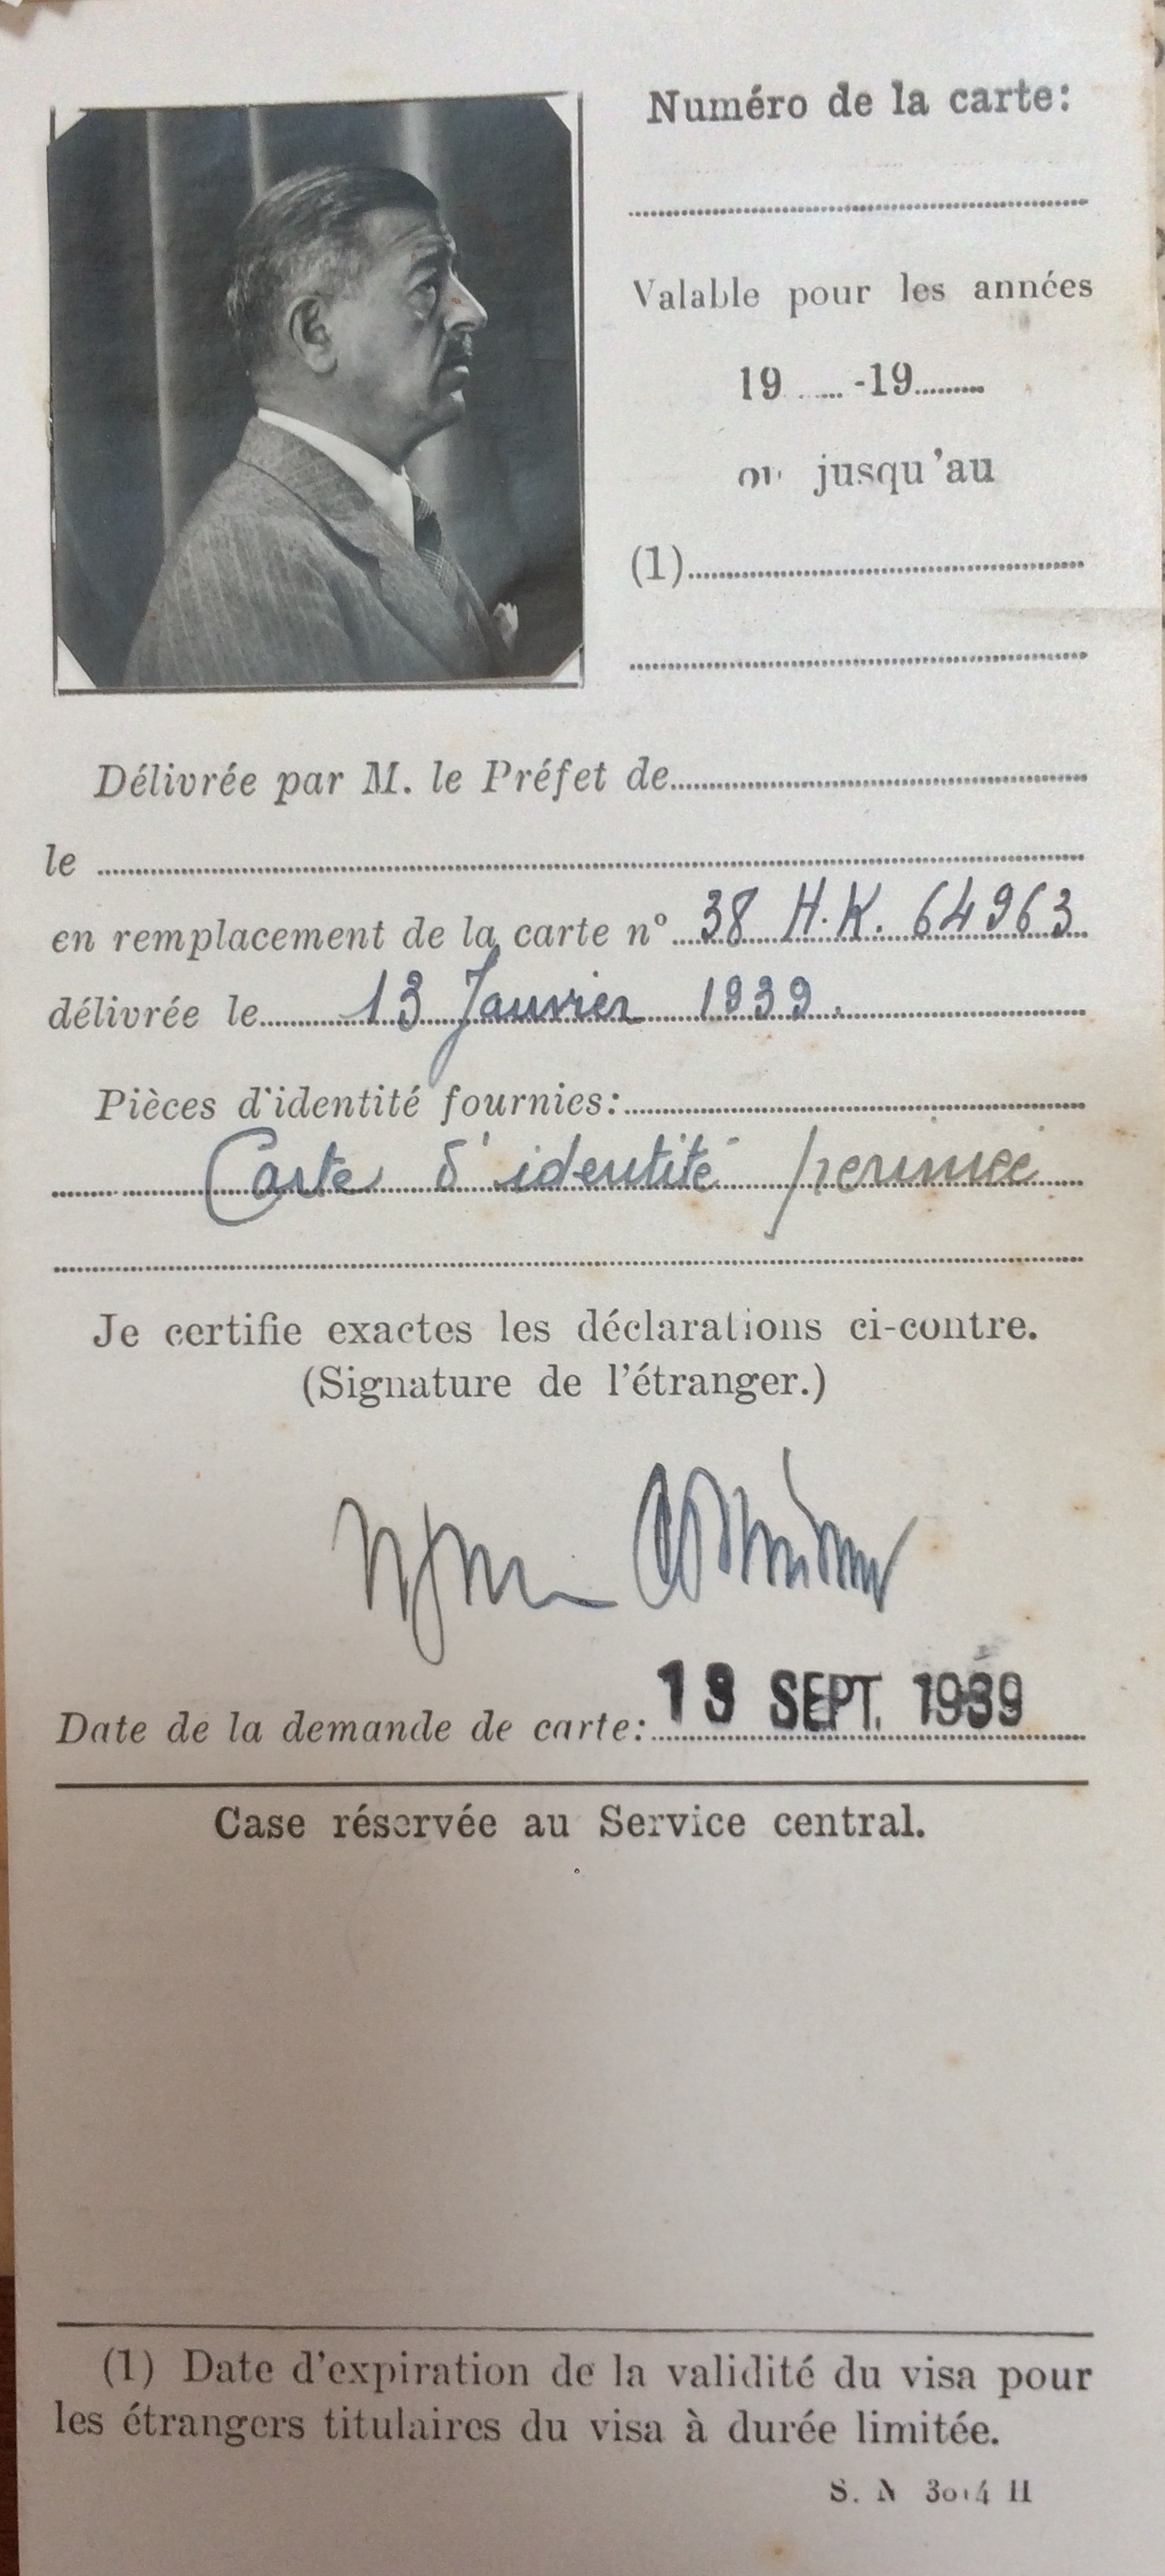 Numéro de la carte:
Valable pour les années
19 ...... -19.........
ou jusqu'au
(1)
Délivrée par M. le Préfet de
le
en remplacement de la carte n° 38 H.K. 64963
délivrée le 13 Janvier 1939.
Pièces d'identité fournies:
Carte d'identité perimée
Je certifie exactes les déclarations ci-contre.
(Signature de l'étranger.)
Date de la demande de carte: 13 SEPT. 1939
Case réservée au Service central.
(1) Date d'expiration de la validité du visa pour
les étrangers titulaires du visa à durée limitée.
S. N 3014 II